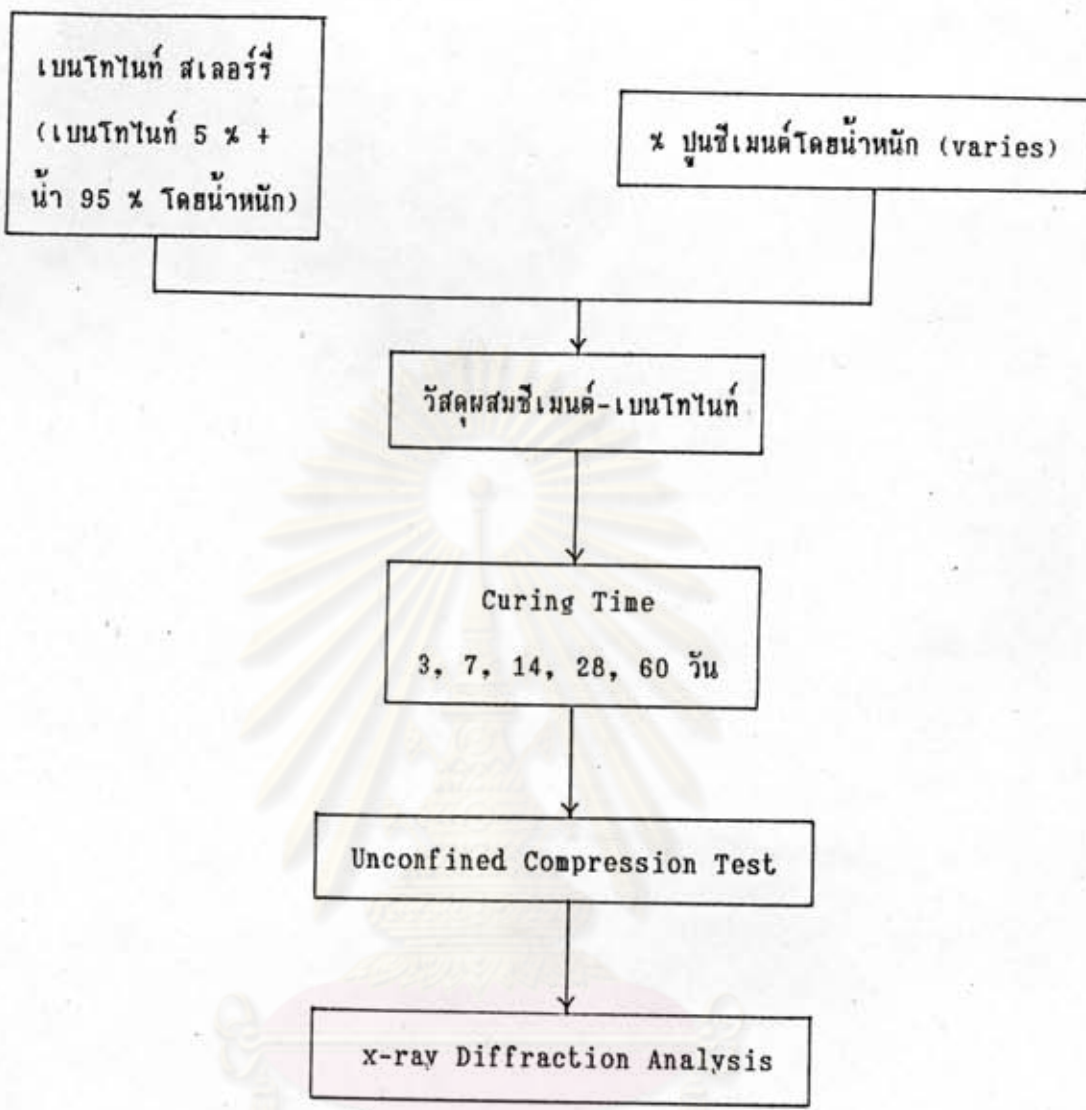 เบนโทไนท์ สเลอร์รี่
(เบนโทไนท์ 5 % +
น้ำ 95 % โดยน้ำหนัก)
% ปูนซีเมนต์โดยน้ำหนัก (varies)
วัสดุผสมซีเมนต์-เบนโทไนท์
Curing Time
3, 7, 14, 28, 60 วัน
Unconfined Compression Test
x-ray Diffraction Analysis